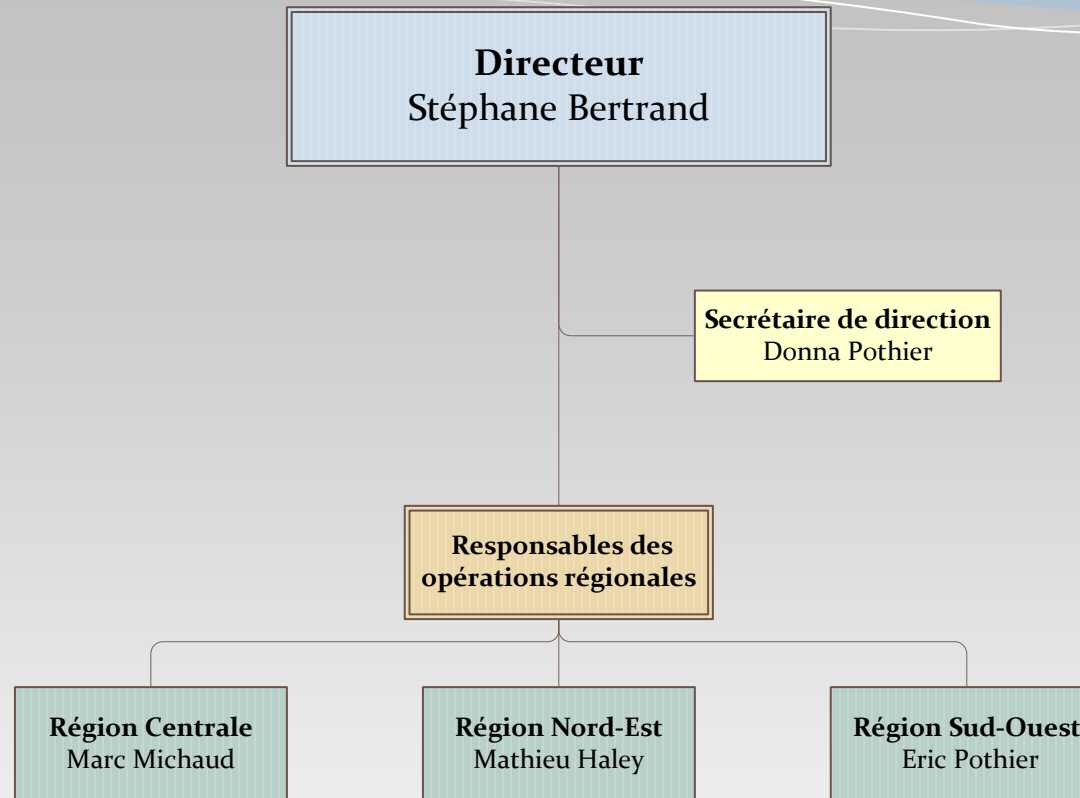 Directeur
Stéphane Bertrand
Secrétaire de direction
Donna Pothier
Responsables des
opérations régionales
Région Centrale
Marc Michaud
Région Nord-Est
Mathieu Haley
Région Sud-Ouest
Eric Pothier